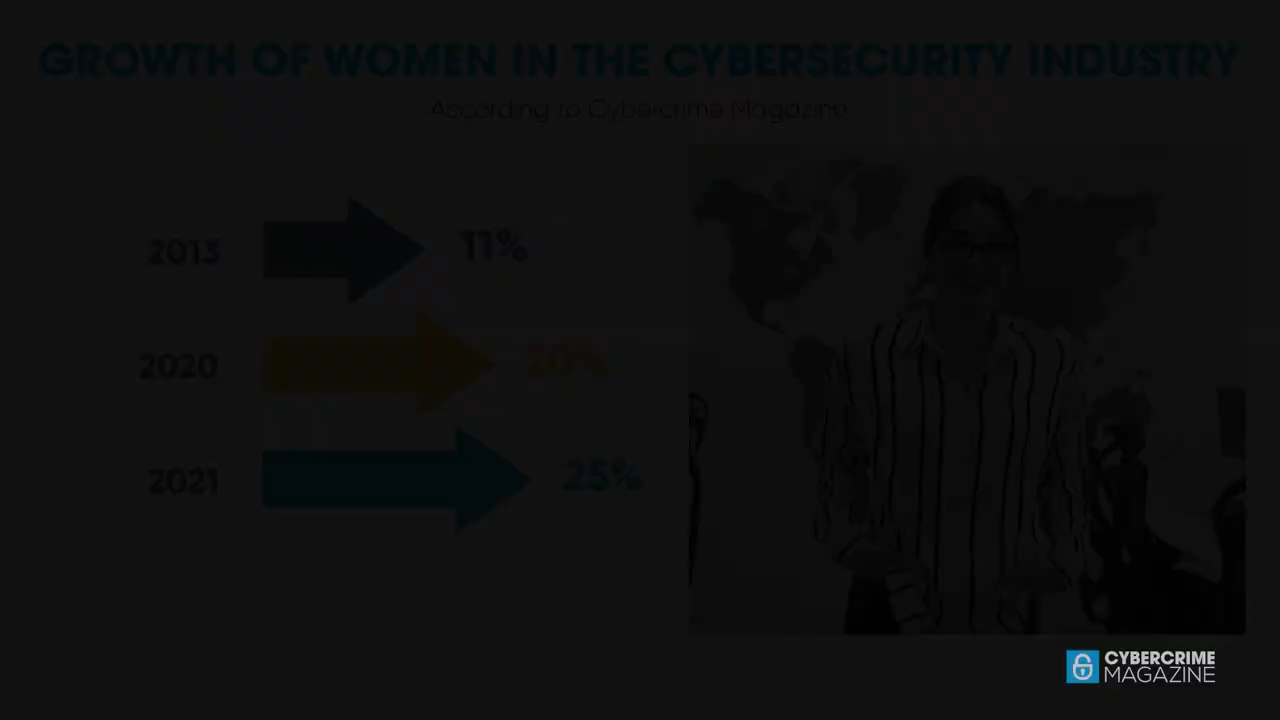 GROWTH OF WOMEN IN THE CYBERSECURITY INDUSTRY
According to Cybercrime Magazine
2013 11%
2020 20%
2021 25%
CYBERCRIME
MAGAZINE